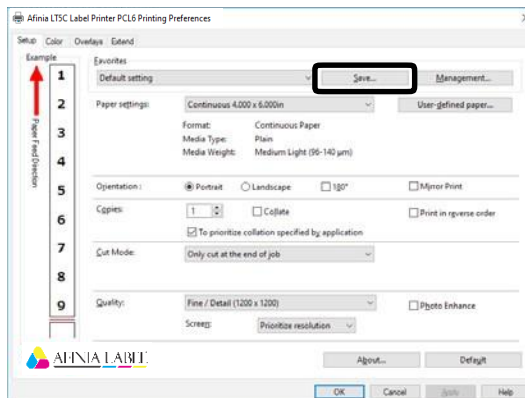 Afinia LT5C Label Printer PCL6 Printing Preferences
Setup Color Overlays Extend
Example
Paper Feed Direction
1
2
3
4
5
6
7
8
9
Favorites
Default setting Save... Management...
Paper settings: Continuous 4.000 x 6.000in User-defined paper...
Format: Continuous Paper
Media Type: Plain
Media Weight: Medium Light (96-140 µm)
Orientation : Portrait Landscape 180° Mirror Print
Copies: 1 Collate Print in reverse order
To prioritize collation specified by application
Cut Mode: Only cut at the end of job
Quality: Fine / Detail (1200 x 1200) Photo Enhance
Screen: Prioritize resolution
AFINIA LABEL
About... Default
OK Cancel Apply Help